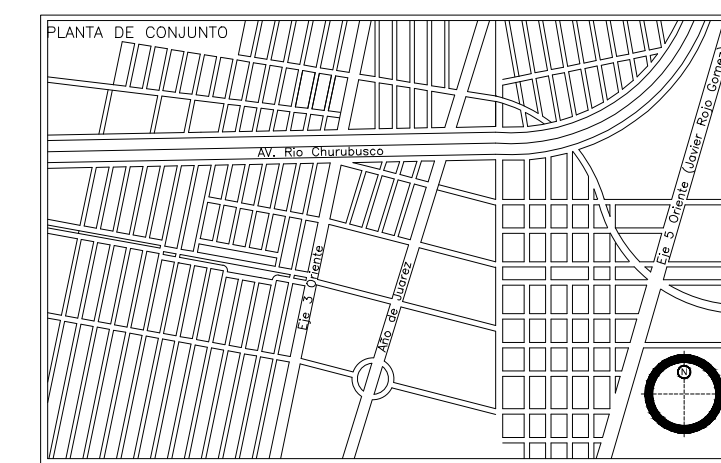 PLANTA DE CONJUNTO
AV. Rio Churubusco
Eje 3 Oriente
Año de Juarez
Eje 5 Oriente (Javier Rojo Gomez
N